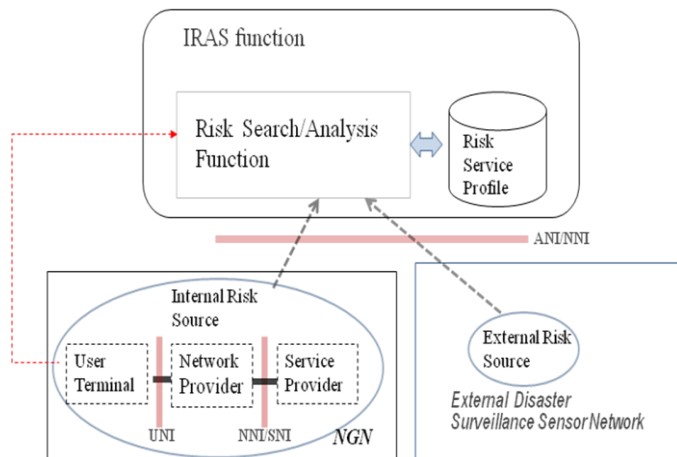 IRAS function
Risk Search/Analysis
Function
Risk
Service
Profile
ANI/NNI
Internal Risk
Source
User
Terminal
Network
Provider
Service
Provider
UNI
NNI/SNI
NGN
External Risk
Source
External Disaster
Surveillance Sensor Network